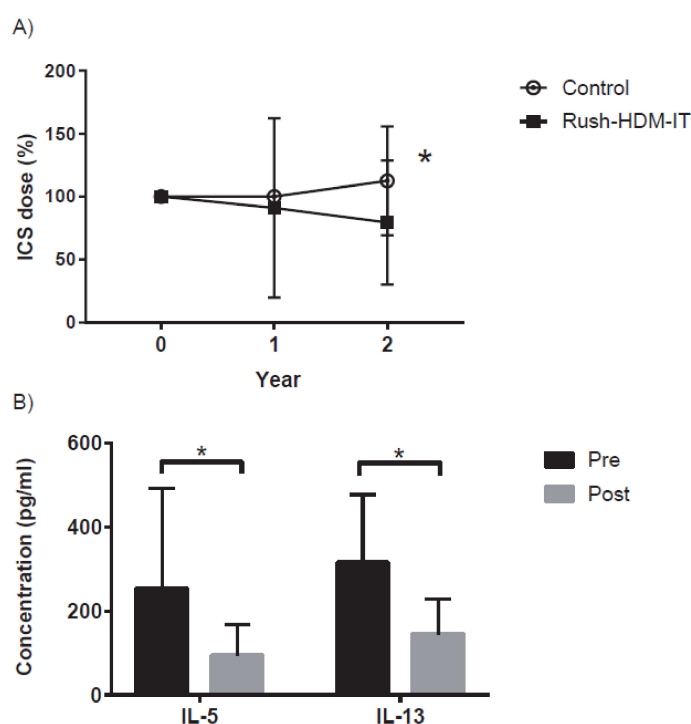 A)
200
150
100
50
0
ICS dose (%)
0 1 2
Year
*
Control
Rush-HDM-IT
B)
600
400
200
0
Concentration (pg/ml)
* *
IL-5 IL-13
Pre
Post